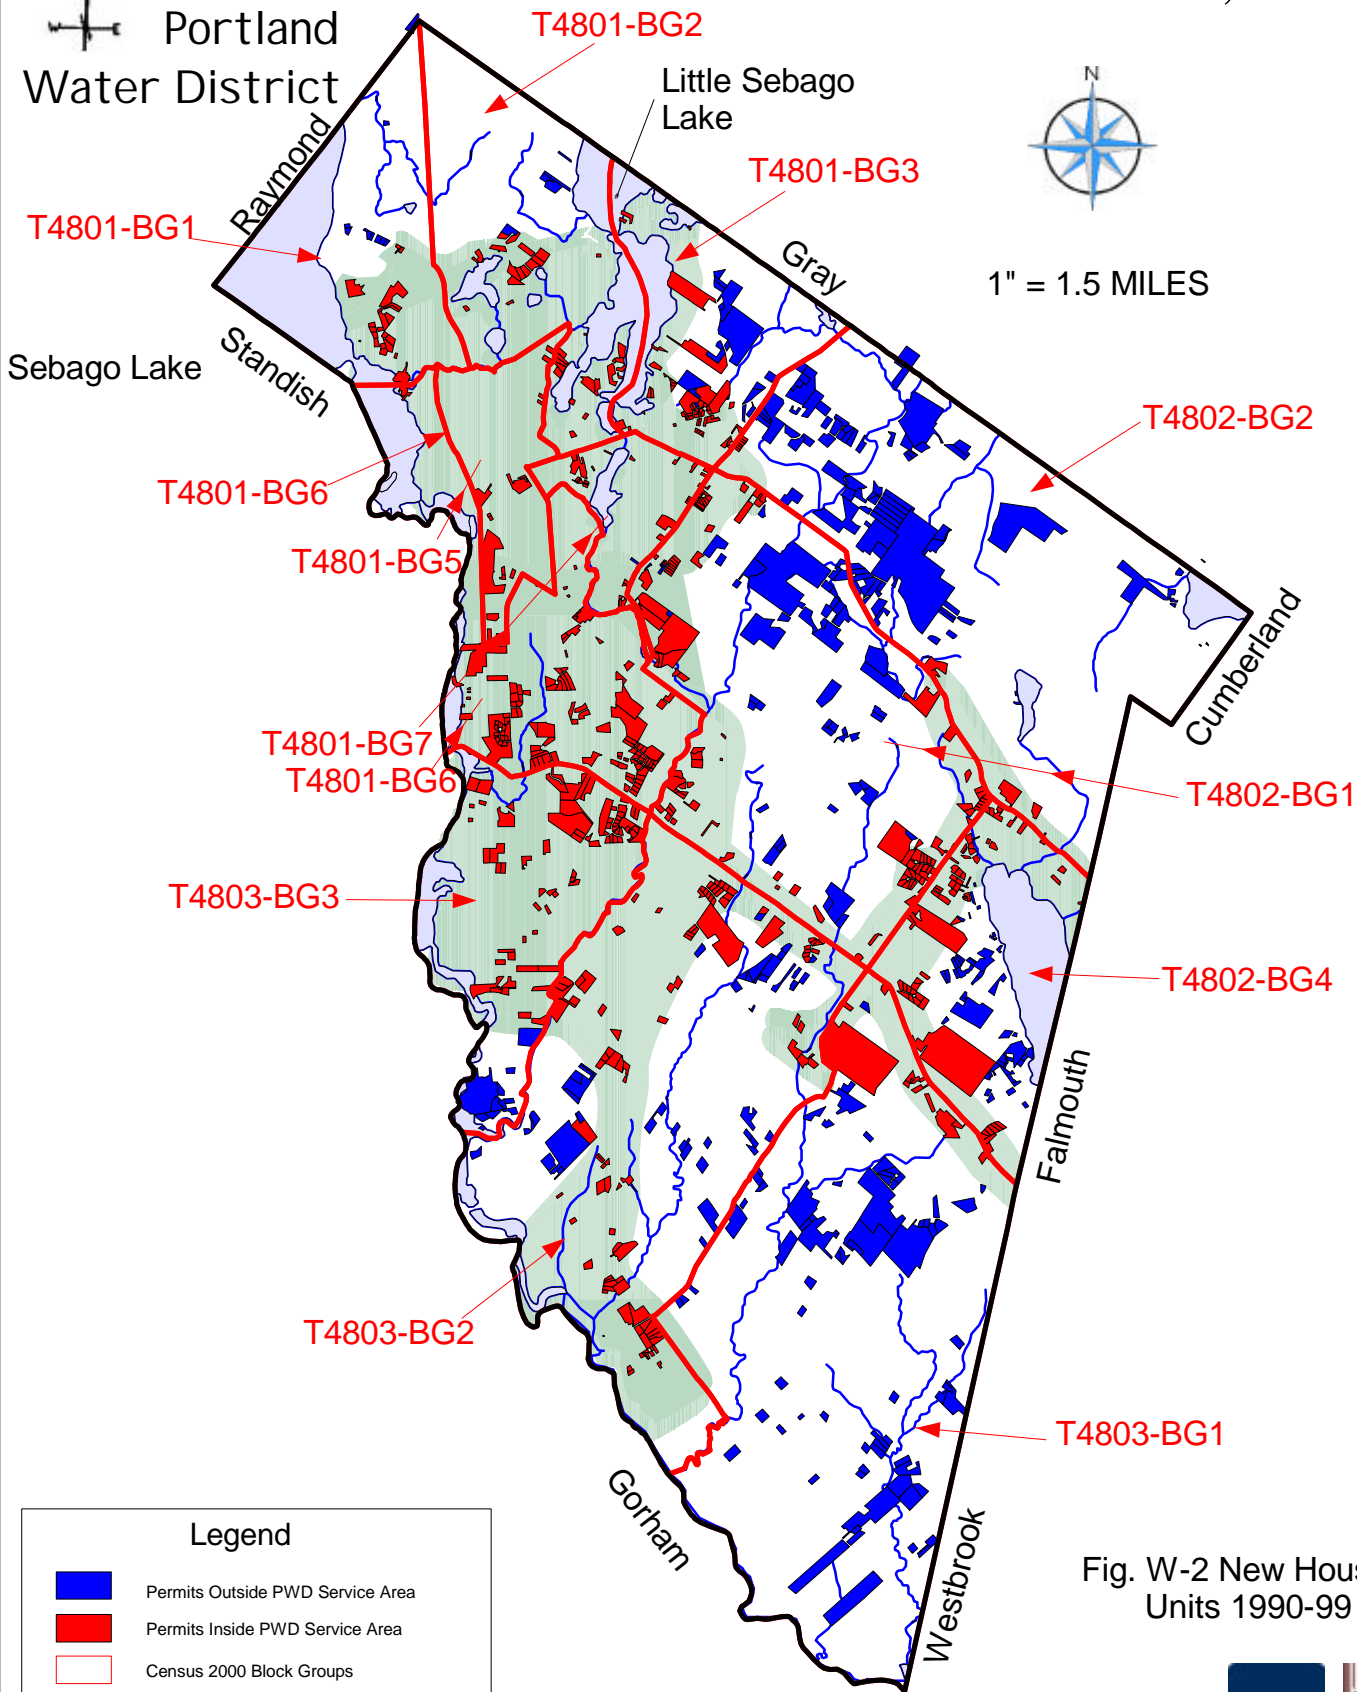 Portland
Water District
T4801-BG2
Little Sebago
Lake
N
T4801-BG3
Raymond
T4801-BG1
Gray
1" = 1.5 MILES
Standish
Sebago Lake
T4802-BG2
T4801-BG6
T4801-BG5
Cumberland
T4801-BG7
T4801-BG6
T4802-BG1
T4803-BG3
T4802-BG4
Falmouth
T4803-BG2
T4803-BG1
Gorham
Westbrook
Legend
Permits Outside PWD Service Area
Permits Inside PWD Service Area
Census 2000 Block Groups
Fig. W-2 New Hous
Units 1990-99